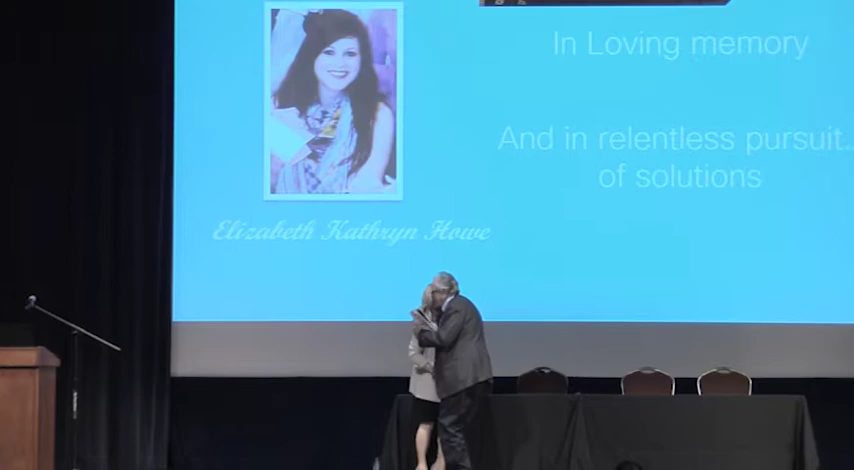 In Loving memory
And in relentless pursuit..
of solutions
Elizabeth Kathryn Howe